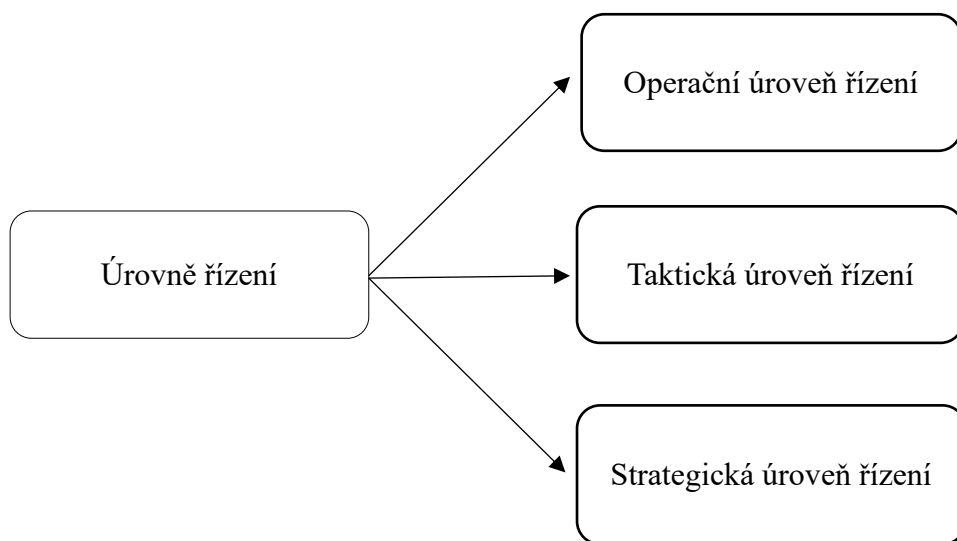 Operační úroveň řízení
Úrovně řízení
Taktická úroveň řízení
Strategická úroveň řízení